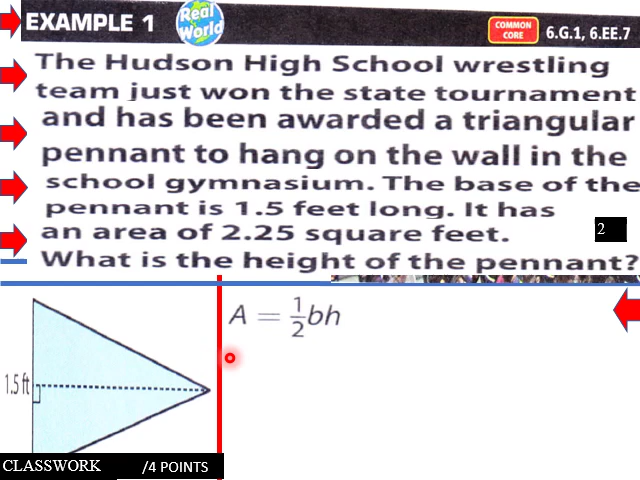 EXAMPLE 1
Real World
COMMON CORE
6.G.1, 6.EE.7
The Hudson High School wrestling
team just won the state tournament
and has been awarded a triangular
pennant to hang on the wall in the
school gymnasium. The base of the
pennant is 1.5 feet long. It has
an area of 2.25 square feet.
2
What is the height of the pennant?
A = 1/2 bh
1.5 ft
CLASSWORK /4 POINTS